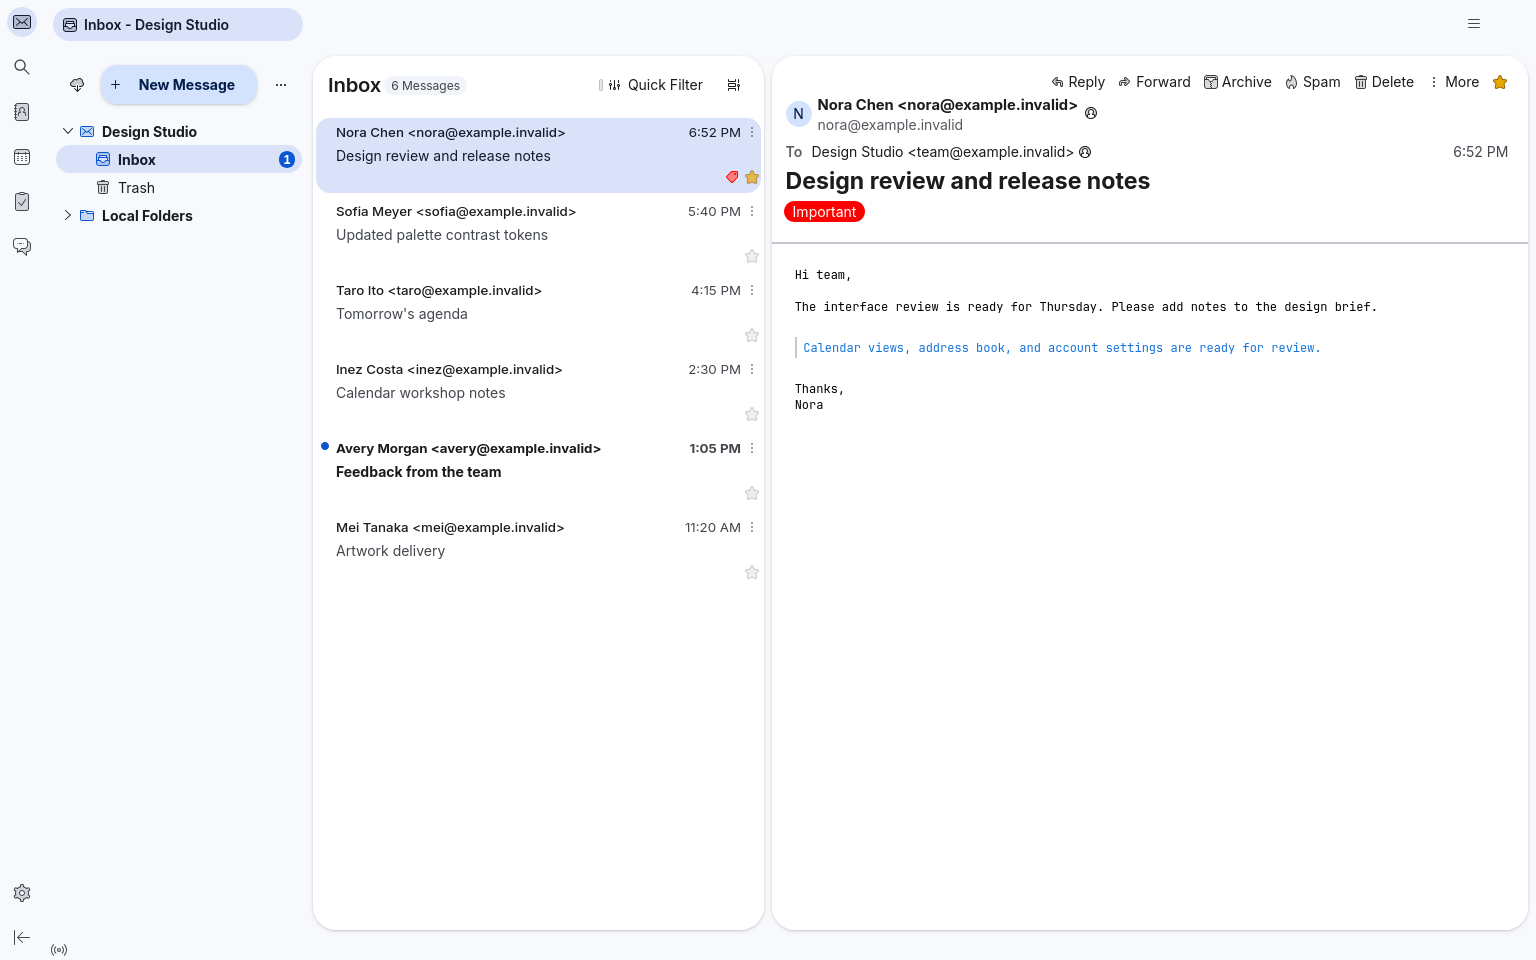 Inbox - Design Studio
New Message
Design Studio
Inbox 1
Trash
Local Folders
Inbox 6 Messages Quick Filter
Nora Chen <nora@example.invalid> 6:52 PM
Design review and release notes
Sofia Meyer <sofia@example.invalid> 5:40 PM
Updated palette contrast tokens
Taro Ito <taro@example.invalid> 4:15 PM
Tomorrow's agenda
Inez Costa <inez@example.invalid> 2:30 PM
Calendar workshop notes
Avery Morgan <avery@example.invalid> 1:05 PM
Feedback from the team
Mei Tanaka <mei@example.invalid> 11:20 AM
Artwork delivery
Reply Forward Archive Spam Delete More
N
Nora Chen <nora@example.invalid>
nora@example.invalid
To Design Studio <team@example.invalid> 6:52 PM
Design review and release notes
Important
Hi team,
The interface review is ready for Thursday. Please add notes to the design brief.
Calendar views, address book, and account settings are ready for review.
Thanks,
Nora